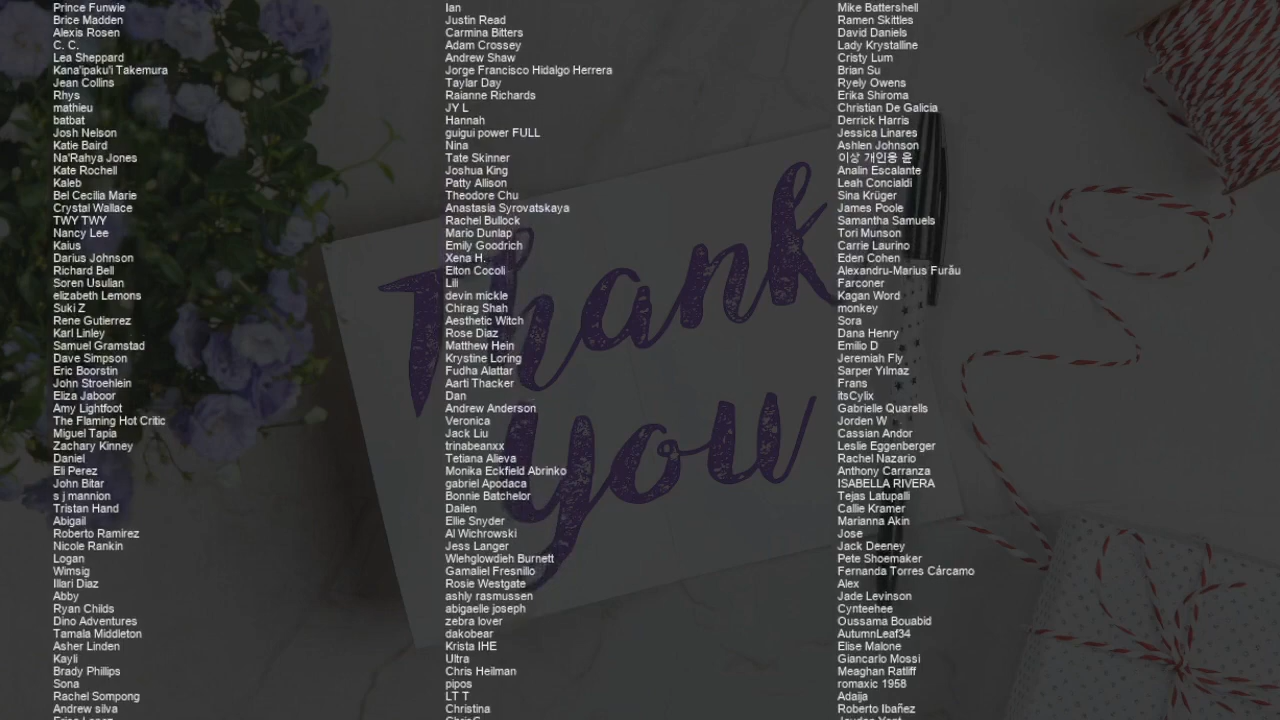 Prince Funwie
Brice Madden
Alexis Rosen
C. C.
Lea Sheppard
Kana'ipaku'i Takemura
Jean Collins
Rhys
mathieu
batbat
Josh Nelson
Katie Baird
Na'Rahya Jones
Kate Rochell
Kaleb
Bel Cecilia Marie
Crystal Wallace
TWY TWY
Nancy Lee
Kaius
Darius Johnson
Richard Bell
Soren Usulian
elizabeth Lemons
Suki Z
Rene Gutierrez
Karl Linley
Samuel Gramstad
Dave Simpson
Eric Boorstin
John Stroehlein
Eliza Jaboor
Amy Lightfoot
The Flaming Hot Critic
Miguel Tapia
Zachary Kinney
Daniel
Eli Perez
John Bitar
s j mannion
Tristan Hand
Abigail
Roberto Ramirez
Nicole Rankin
Logan
Wimsig
Illari Diaz
Abby
Ryan Childs
Dino Adventures
Tamala Middleton
Asher Linden
Kayli
Brady Phillips
Sona
Rachel Sompong
Andrew silva
Ian
Justin Read
Carmina Bitters
Adam Crossey
Andrew Shaw
Jorge Francisco Hidalgo Herrera
Taylar Day
Raianne Richards
JY L
Hannah
guigui power FULL
Nina
Tate Skinner
Joshua King
Patty Allison
Theodore Chu
Anastasia Syrovatskaya
Rachel Bullock
Mario Dunlap
Emily Goodrich
Xena H.
Elton Cocoli
Lili
devin mickle
Chirag Shah
Aesthetic Witch
Rose Diaz
Matthew Hein
Krystine Loring
Fudha Alattar
Aarti Thacker
Dan
Andrew Anderson
Veronica
Jack Liu
trinabeanxx
Tetiana Alieva
Monika Eckfield Abrinko
gabriel Apodaca
Bonnie Batchelor
Dailen
Ellie Snyder
Al Wichrowski
Jess Langer
Wlehglowdieh Burnett
Gamaliel Fresnillo
Rosie Westgate
ashly rasmussen
abigaelle joseph
zebra lover
dakobear
Krista IHE
Ultra
Chris Heilman
pipos
LT T
Christina
Mike Battershell
Ramen Skittles
David Daniels
Lady Krystalline
Cristy Lum
Brian Su
Ryely Owens
Erika Shiroma
Christian De Galicia
Derrick Harris
Jessica Linares
Ashlen Johnson
이상 개인용 윤
Analin Escalante
Leah Concialdi
Sina Krüger
James Poole
Samantha Samuels
Tori Munson
Carrie Laurino
Eden Cohen
Alexandru-Marius Furău
Farconer
Kagan Word
monkey
Sora
Dana Henry
Emilio D
Jeremiah Fly
Sarper Yılmaz
Frans
itsCylix
Gabrielle Quarells
Jorden W
Cassian Andor
Leslie Eggenberger
Rachel Nazario
Anthony Carranza
ISABELLA RIVERA
Tejas Latupalli
Callie Kramer
Marianna Akin
Jose
Jack Deeney
Pete Shoemaker
Fernanda Torres Cárcamo
Alex
Jade Levinson
Cynteehee
Oussama Bouabid
AutumnLeaf34
Elise Malone
Giancarlo Mossi
Meaghan Ratliff
romaxic 1958
Adaija
Roberto Ibañez
Thank
you